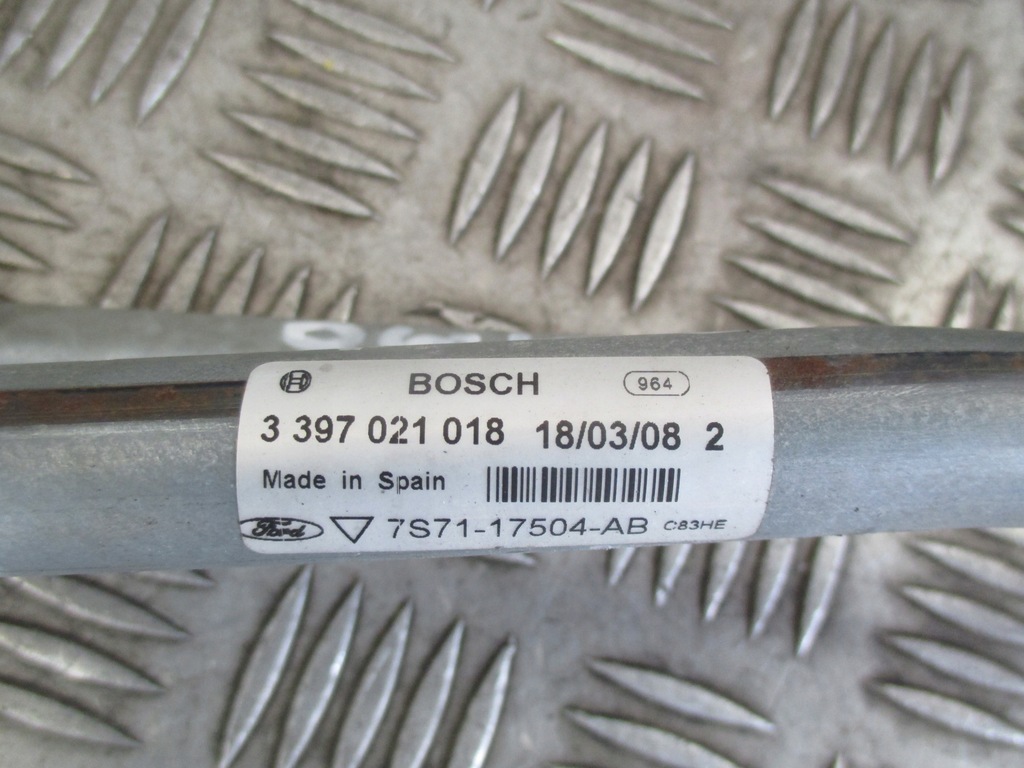 BOSCH 964
3 397 021 018 18/03/08 2
Made in Spain
Ford 7S71-17504-AB C83HE